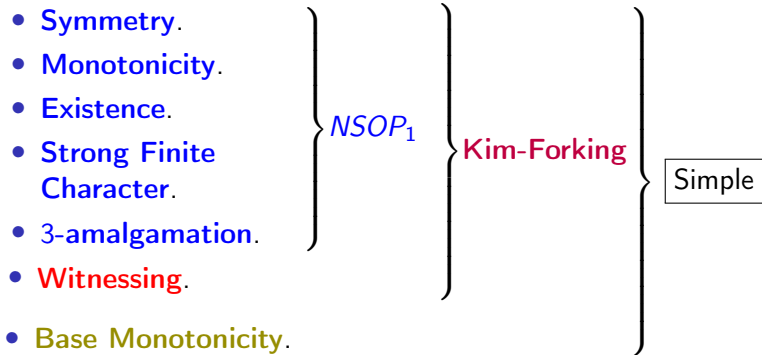 • Symmetry.
• Monotonicity.
• Existence.
• Strong Finite
Character.
• 3-amalgamation.
• Witnessing.
• Base Monotonicity.
NSOP₁
Kim-Forking
Simple